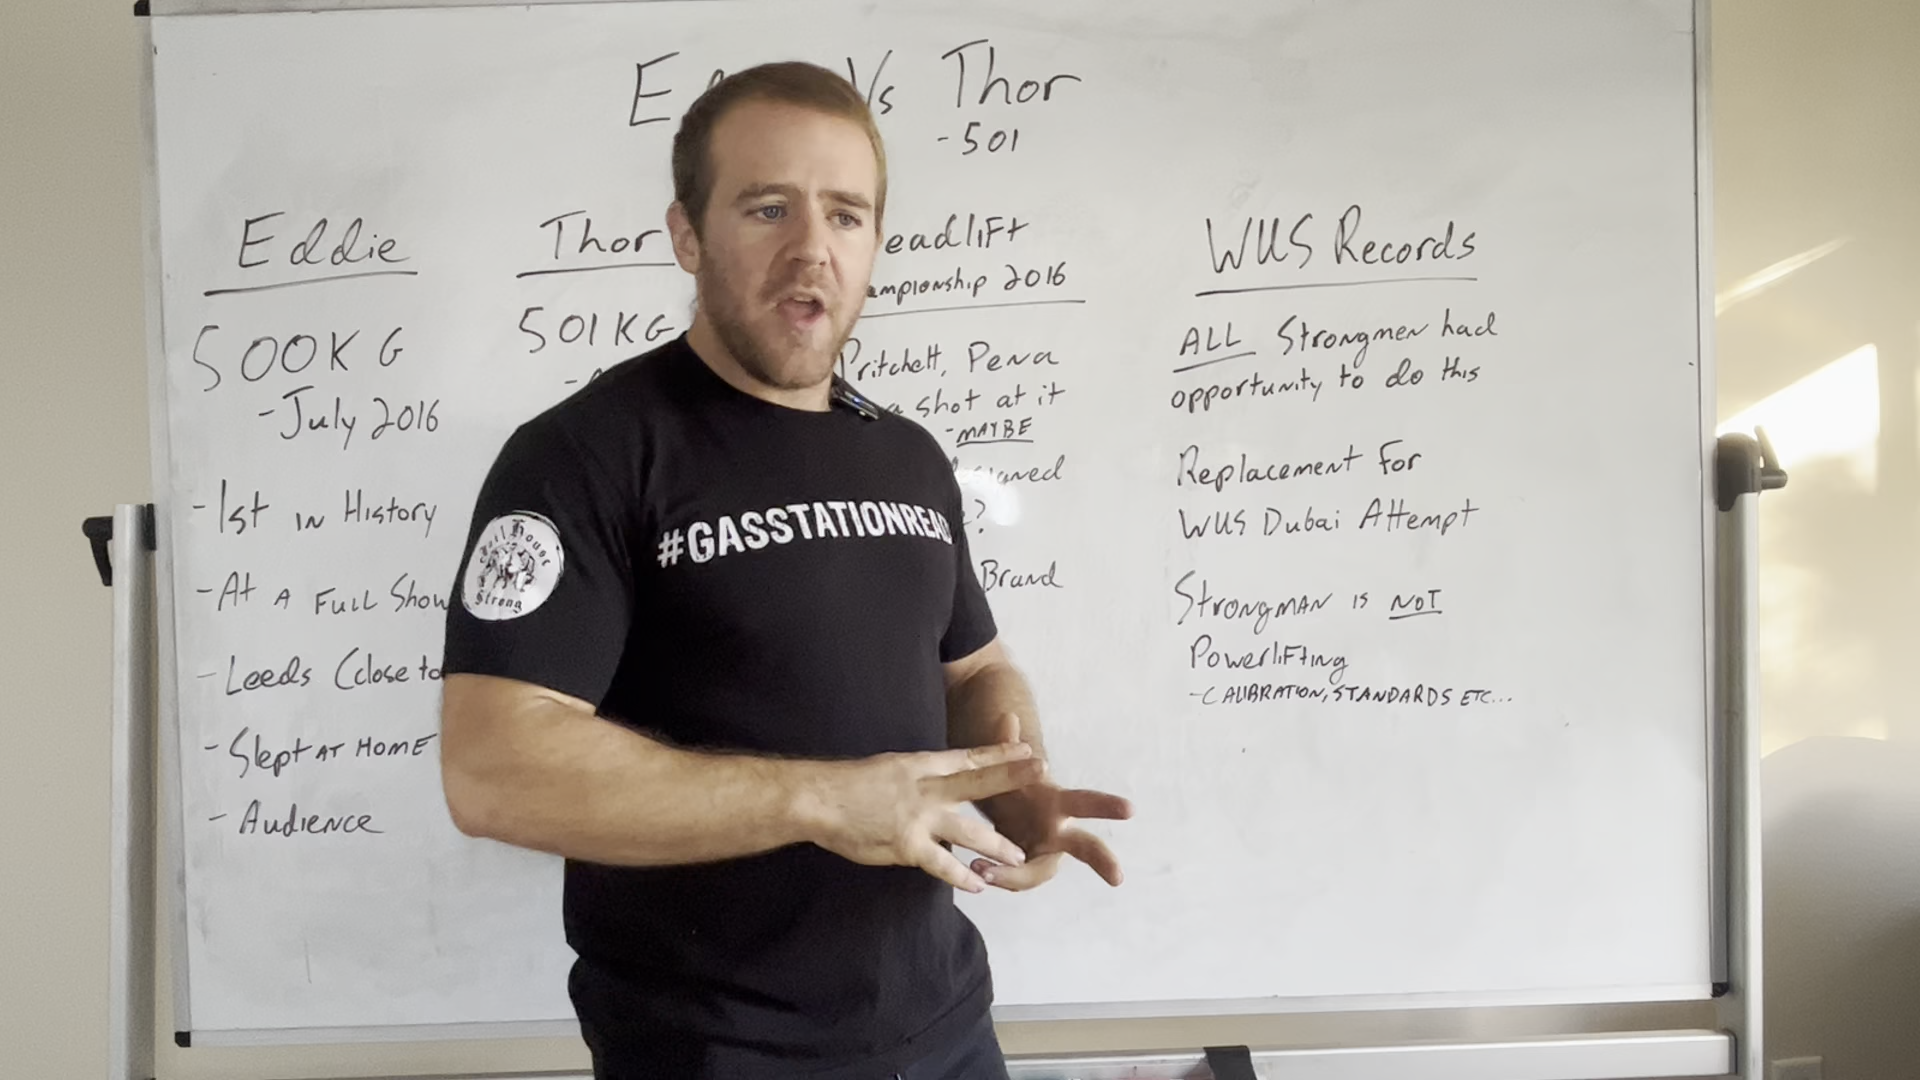 Vs Thor
- 501
Eddie
500KG
- July 2016
- 1st in History
- At A Full Show
- Leeds (close to
- Slept AT HOME
- Audience
Thor
501KG
eadlift
mpionship 2016
Pritchett, Pena
a shot at it
- MAYBE
?
Brand
WUS Records
ALL Strongmen had
opportunity to do this
Replacement for
WUS Dubai Attempt
Strongman is NOT
Powerlifting
- CALIBRATION, STANDARDS ETC...
#GASSTATIONREA
House
Strong